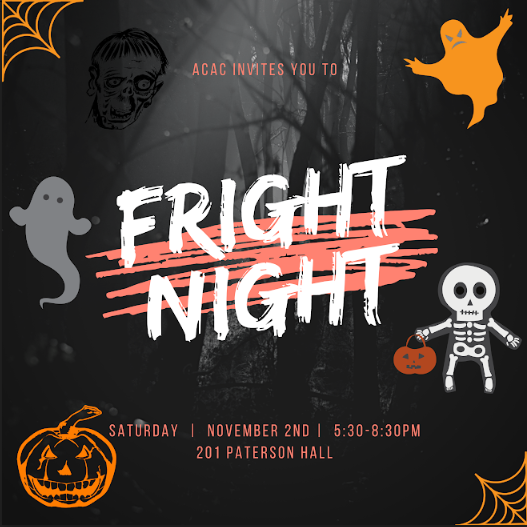 ACAC INVITES YOU TO
FRIGHT
NIGHT
SATURDAY | NOVEMBER 2ND | 5:30-8:30PM
201 PATERSON HALL